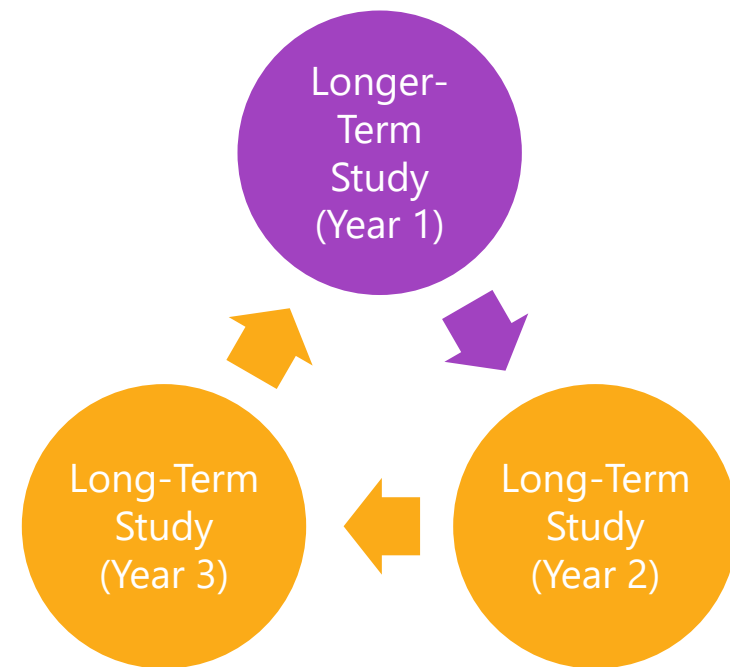 Longer-
Term
Study
(Year 1)
Long-Term
Study
(Year 3)
Long-Term
Study
(Year 2)